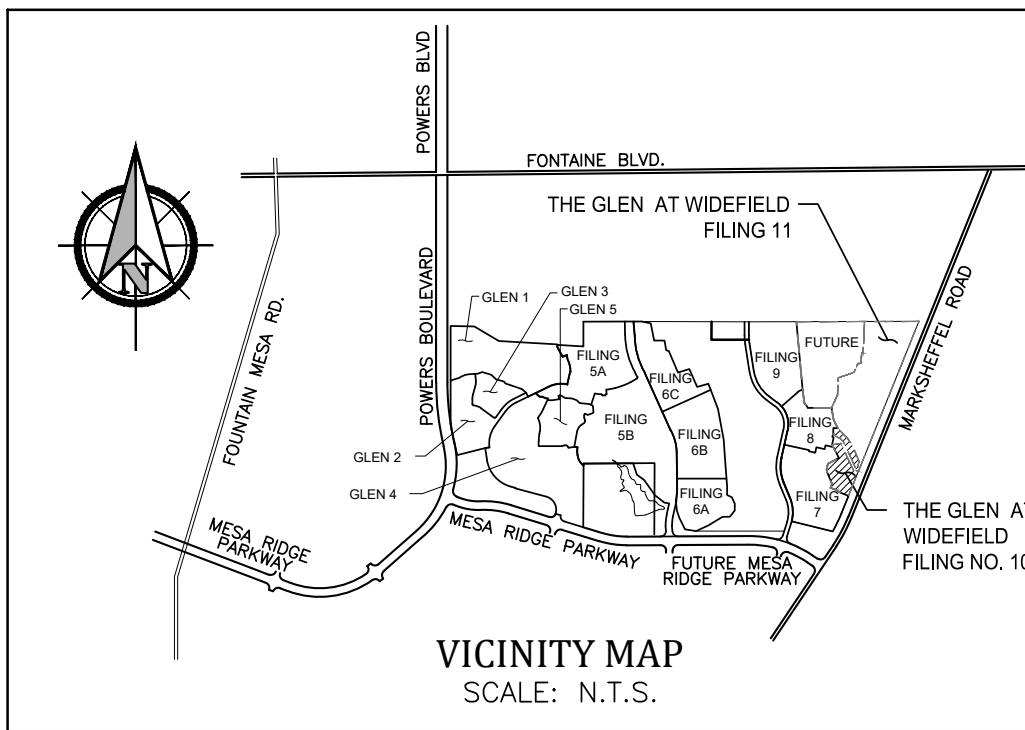 POWERS BLVD
FONTAINE BLVD.
THE GLEN AT WIDEFIELD
FILING 11
N
FOUNTAIN MESA RD.
POWERS BOULEVARD
MARKSHEFFEL ROAD
GLEN 1
GLEN 3
GLEN 5
FILING
5A
FILING
6C
FILING
9
FUTURE
FILING
5B
FILING
6B
FILING
8
GLEN 2
GLEN 4
FILING
6A
FILING
7
THE GLEN AT
WIDEFIELD
FILING NO. 10
MESA RIDGE
PARKWAY
MESA RIDGE PARKWAY
FUTURE MESA
RIDGE PARKWAY
VICINITY MAP
SCALE: N.T.S.